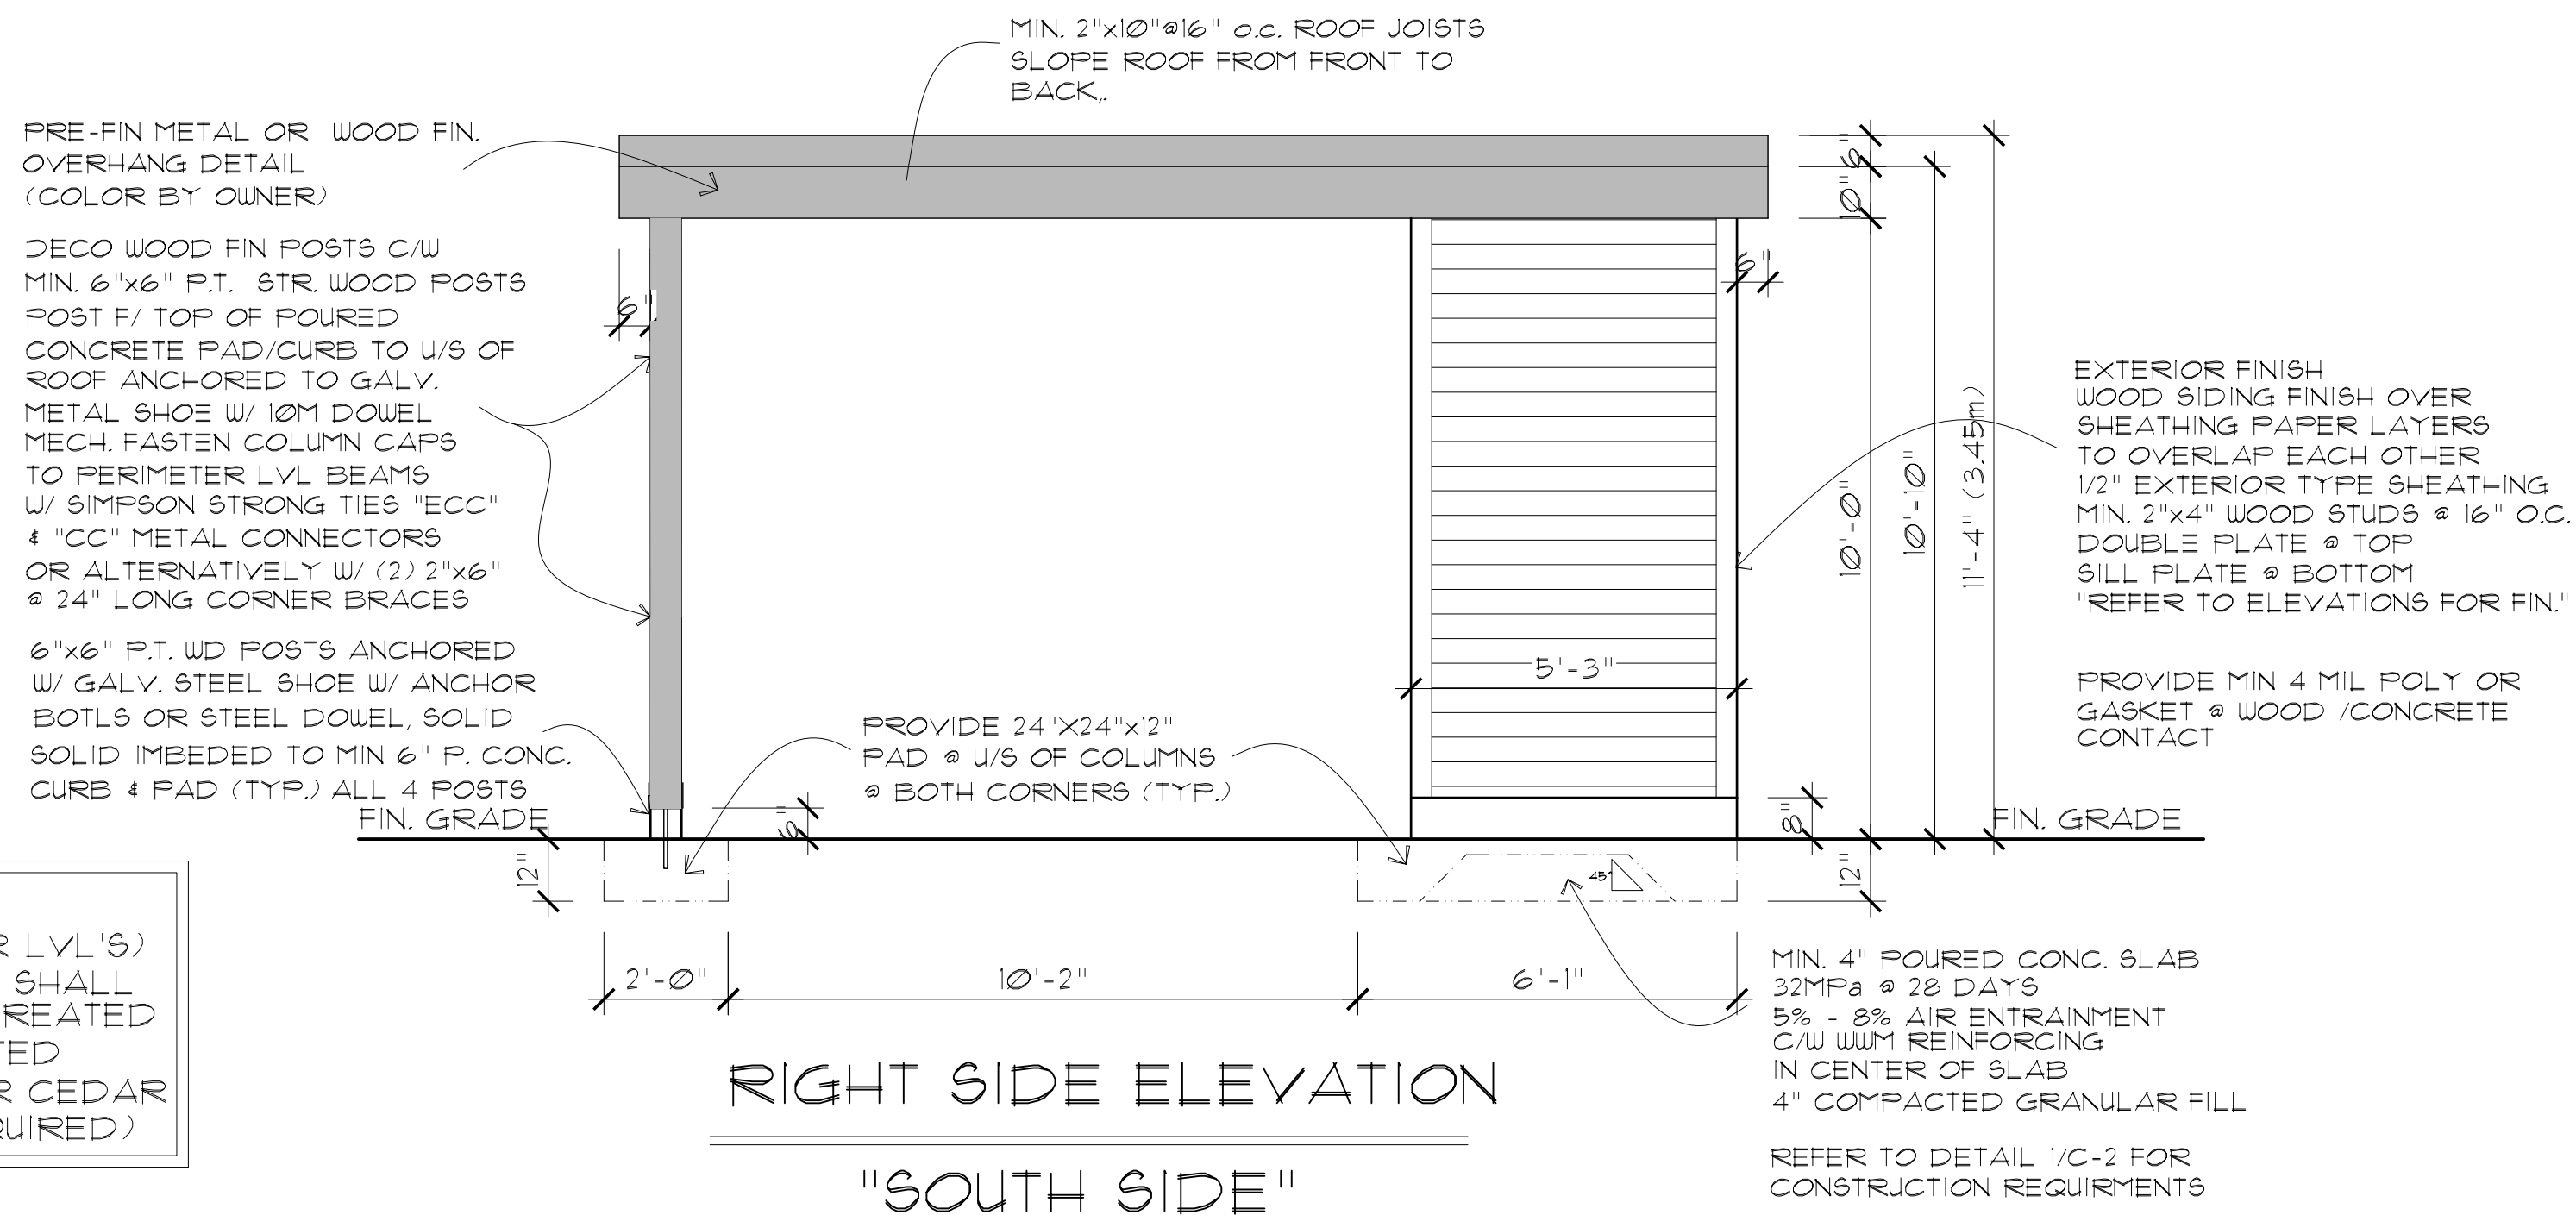 MIN. 2"x10"@16" o.c. ROOF JOISTS
SLOPE ROOF FROM FRONT TO
BACK,.
PRE-FIN METAL OR WOOD FIN.
OVERHANG DETAIL
(COLOR BY OWNER)
DECO WOOD FIN POSTS C/W
MIN. 6"x6" P.T. STR. WOOD POSTS
POST F/ TOP OF POURED
CONCRETE PAD/CURB TO U/S OF
ROOF ANCHORED TO GALV.
METAL SHOE W/ 10M DOWEL
MECH. FASTEN COLUMN CAPS
TO PERIMETER LVL BEAMS
W/ SIMPSON STRONG TIES "ECC"
& "CC" METAL CONNECTORS
OR ALTERNATIVELY W/ (2) 2"x6"
@ 24" LONG CORNER BRACES
6"x6" P.T. WD POSTS ANCHORED
W/ GALV. STEEL SHOE W/ ANCHOR
BOTLS OR STEEL DOWEL, SOLID
SOLID IMBEDED TO MIN 6" P. CONC.
CURB & PAD (TYP.) ALL 4 POSTS
FIN. GRADE
12"
6"
6"
PROVIDE 24"X24"x12"
PAD @ U/S OF COLUMNS
@ BOTH CORNERS (TYP.)
5'-3"
6"
6"
10"
10'-0"
10'-10"
11'-4" (3.45m)
8"
12"
45°
FIN. GRADE
EXTERIOR FINISH
WOOD SIDING FINISH OVER
SHEATHING PAPER LAYERS
TO OVERLAP EACH OTHER
1/2" EXTERIOR TYPE SHEATHING
MIN. 2"x4" WOOD STUDS @ 16" O.C.
DOUBLE PLATE @ TOP
SILL PLATE @ BOTTOM
"REFER TO ELEVATIONS FOR FIN."
PROVIDE MIN 4 MIL POLY OR
GASKET @ WOOD /CONCRETE
CONTACT
2'-0"
10'-2"
6'-1"
MIN. 4" POURED CONC. SLAB
32MPa @ 28 DAYS
5% - 8% AIR ENTRAINMENT
C/W WWM REINFORCING
IN CENTER OF SLAB
4" COMPACTED GRANULAR FILL
REFER TO DETAIL 1/C-2 FOR
CONSTRUCTION REQUIRMENTS
R LVL'S)
SHALL
REATED
TED
R CEDAR
QUIRED)
RIGHT SIDE ELEVATION
"SOUTH SIDE"